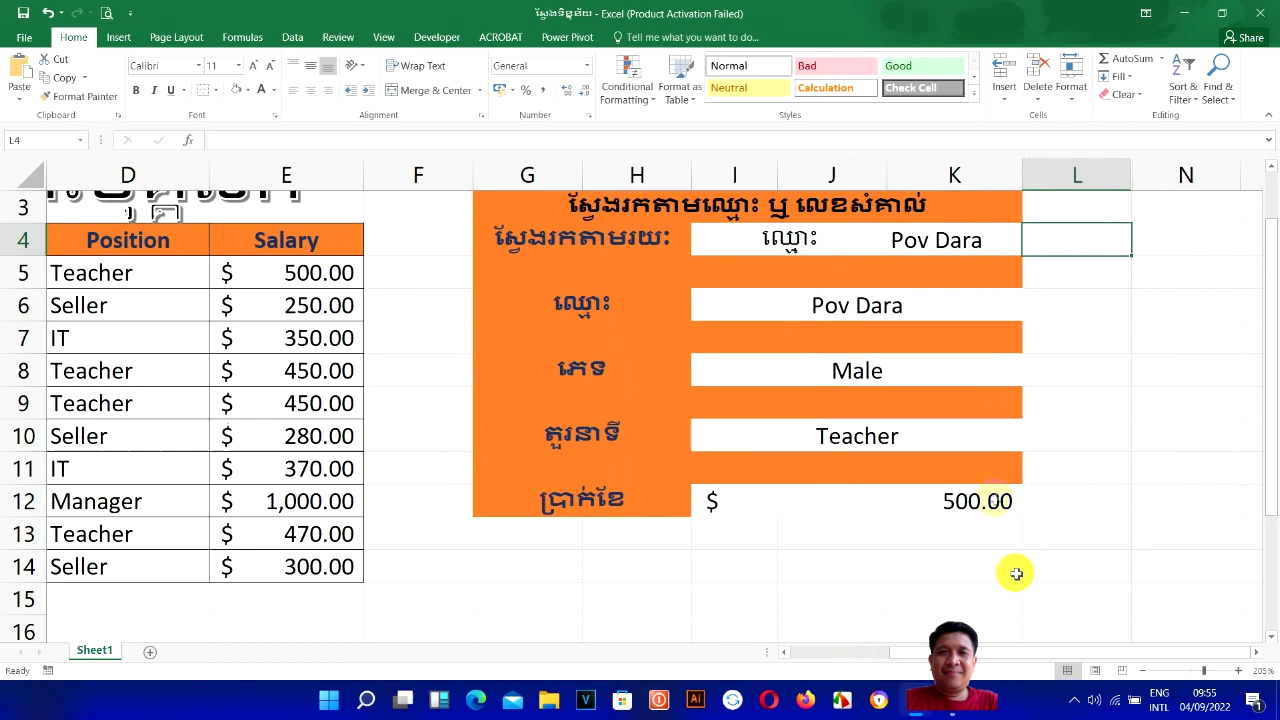 ស្វែងទិន្នន័យ - Excel (Product Activation Failed)
File Home Insert Page Layout Formulas Data Review View Developer ACROBAT Power Pivot Tell me what you want to do... Share
Cut
Copy
Format Painter
Paste
Calibri 11
Wrap Text
Merge & Center
General
Conditional Formatting
Format as Table
Normal Bad Good
Neutral Calculation Check Cell
Insert Delete Format
AutoSum
Fill
Clear
Sort & Filter
Find & Select
Clipboard Font Alignment Number Styles Cells Editing
L4 fx
D E F G H I J K L M N
3 ស្វែងរកតាមឈ្មោះ ឬ លេខសំគាល់
4 Position Salary ស្វែងរកតាមរយៈ ឈ្មោះ Pov Dara
5 Teacher $ 500.00
6 Seller $ 250.00 ឈ្មោះ Pov Dara
7 IT $ 350.00
8 Teacher $ 450.00 ភេទ Male
9 Teacher $ 450.00
10 Seller $ 280.00 តួរនាទី Teacher
11 IT $ 370.00
12 Manager $ 1,000.00 ប្រាក់ខែ $ 500.00
13 Teacher $ 470.00
14 Seller $ 300.00
15
16
Sheet1
Ready 205%
ENG 09:55
INTL 04/09/2022